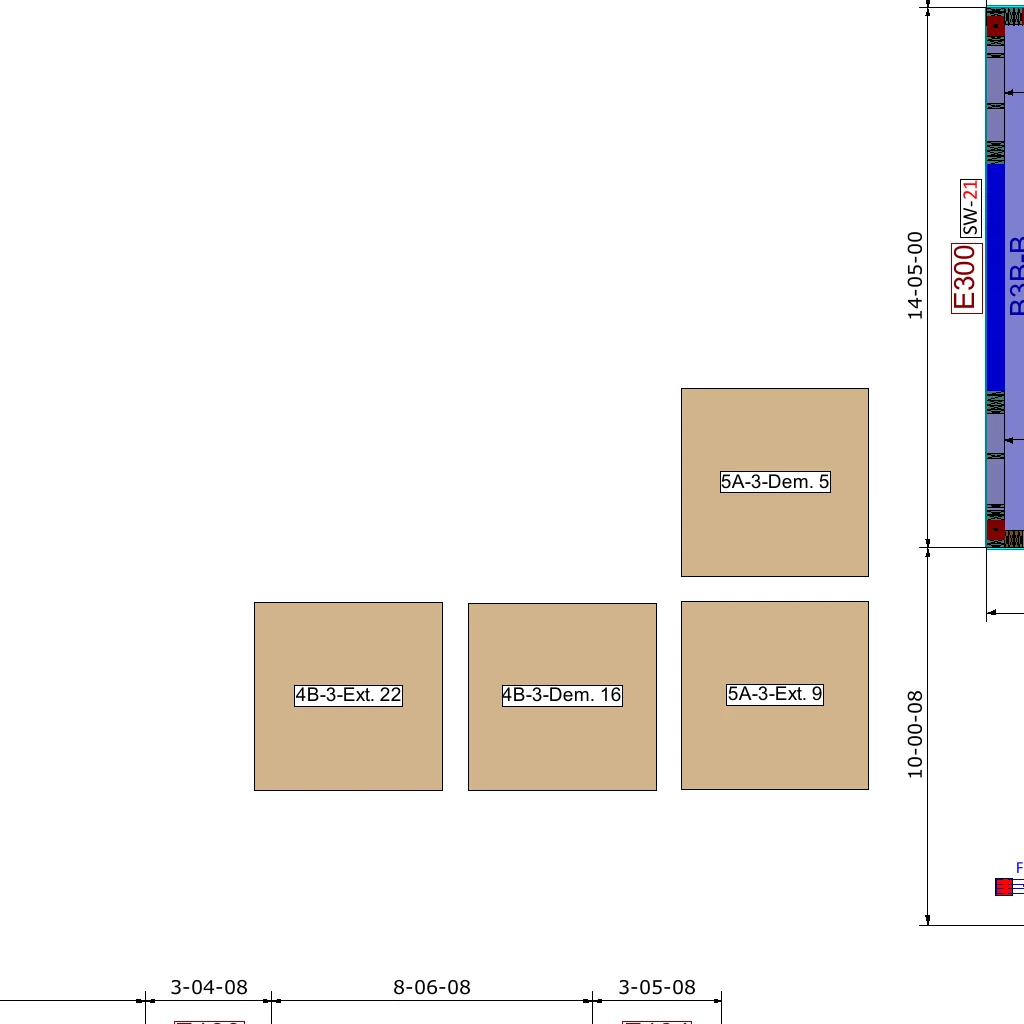 SW-21
14-05-00
E300
B3B-B
5A-3-Dem. 5
4B-3-Ext. 22
4B-3-Dem. 16
5A-3-Ext. 9
10-00-08
F
3-04-08
8-06-08
3-05-08